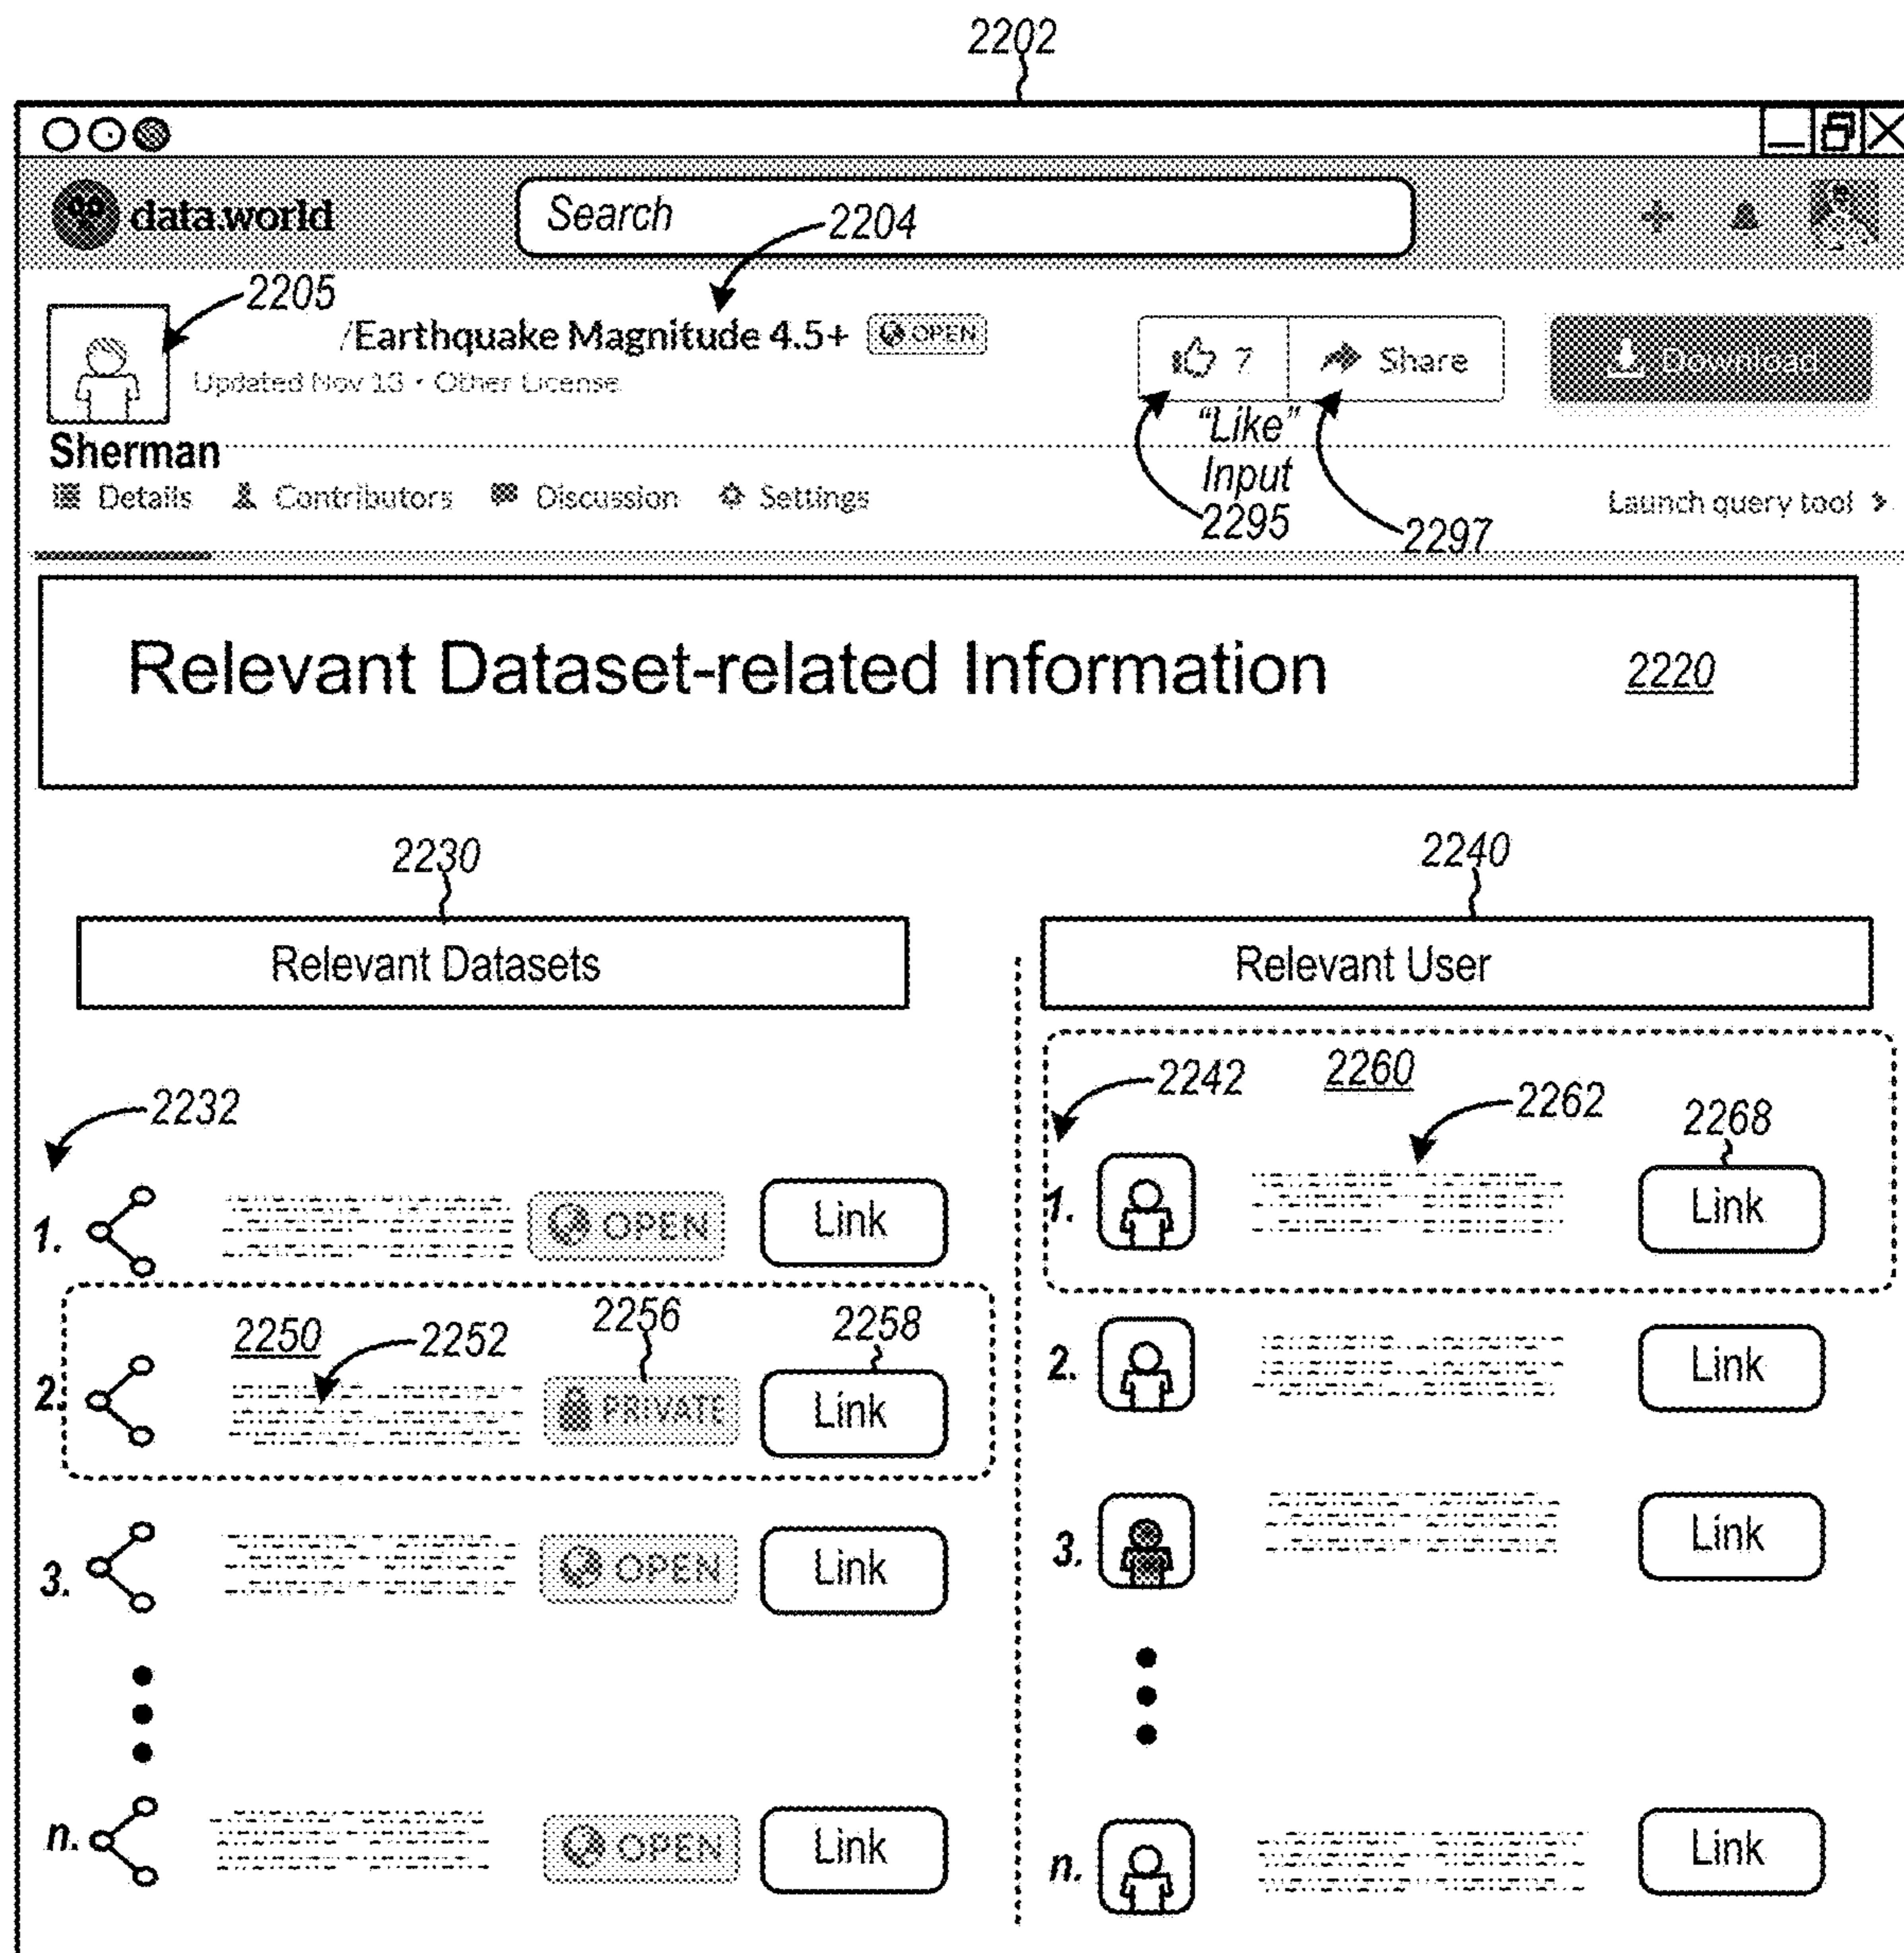 2202
data.world
Search
2204
2205
/Earthquake Magnitude 4.5+ OPEN
Updated Nov 13 • Other License
7 Share Download
"Like"
Input
2295
2297
Sherman
Details Contributors Discussion Settings
Launch query tool >
Relevant Dataset-related Information 2220
2230
2240
Relevant Datasets
Relevant User
2232
1. OPEN Link
2250 2252 2256 2258
2. PRIVATE Link
3. OPEN Link
n. OPEN Link
2242 2260 2262 2268
1. Link
2. Link
3. Link
n. Link